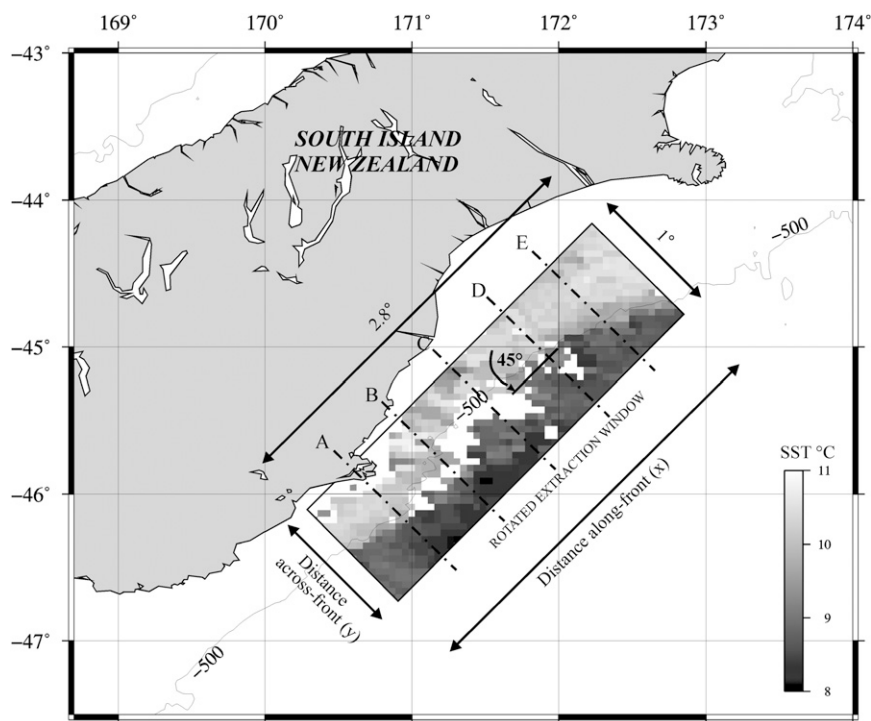 169°
170°
171°
172°
173°
174°
−43°
−44°
−45°
−46°
−47°
SOUTH ISLAND
NEW ZEALAND
−500
1°
E
D
2.8°
C
45°
B
−500
A
ROTATED EXTRACTION WINDOW
Distance along-front (x)
Distance
across-front (y)
−500
SST °C
11
10
9
8